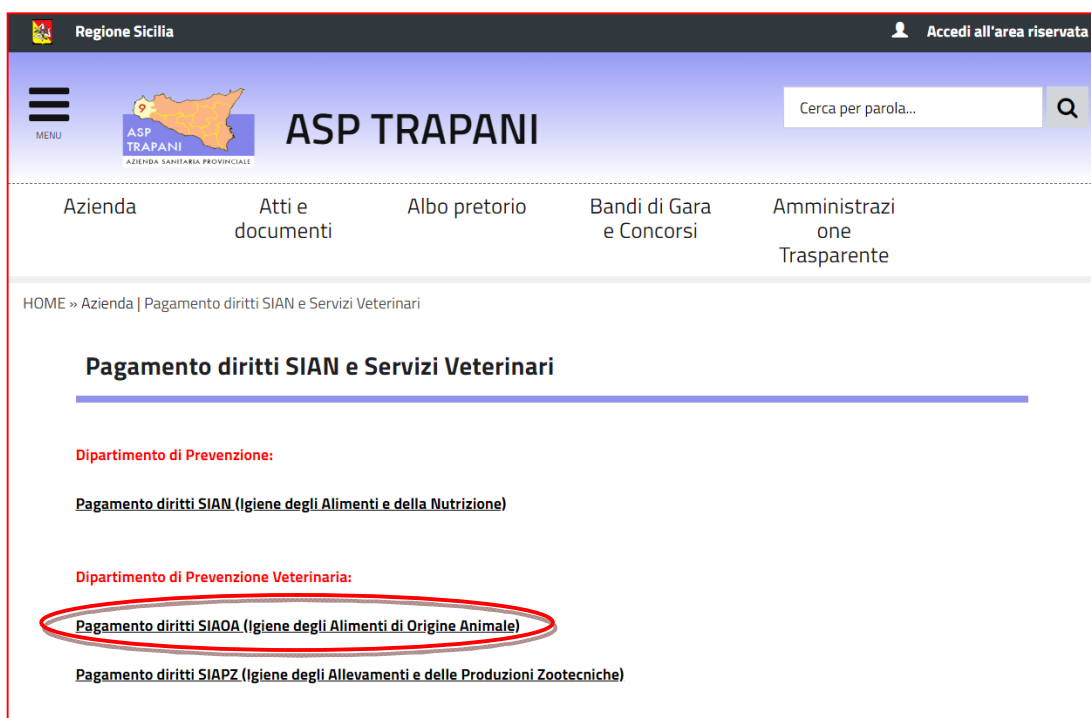 Regione Sicilia
Accedi all'area riservata
MENU
9
ASP
TRAPANI
AZIENDA SANITARIA PROVINCIALE
ASP TRAPANI
Cerca per parola...
Azienda
Atti e
documenti
Albo pretorio
Bandi di Gara
e Concorsi
Amministrazi
one
Trasparente
HOME » Azienda | Pagamento diritti SIAN e Servizi Veterinari
Pagamento diritti SIAN e Servizi Veterinari
Dipartimento di Prevenzione:
Pagamento diritti SIAN (Igiene degli Alimenti e della Nutrizione)
Dipartimento di Prevenzione Veterinaria:
Pagamento diritti SIAOA (Igiene degli Alimenti di Origine Animale)
Pagamento diritti SIAPZ (Igiene degli Allevamenti e delle Produzioni Zootecniche)